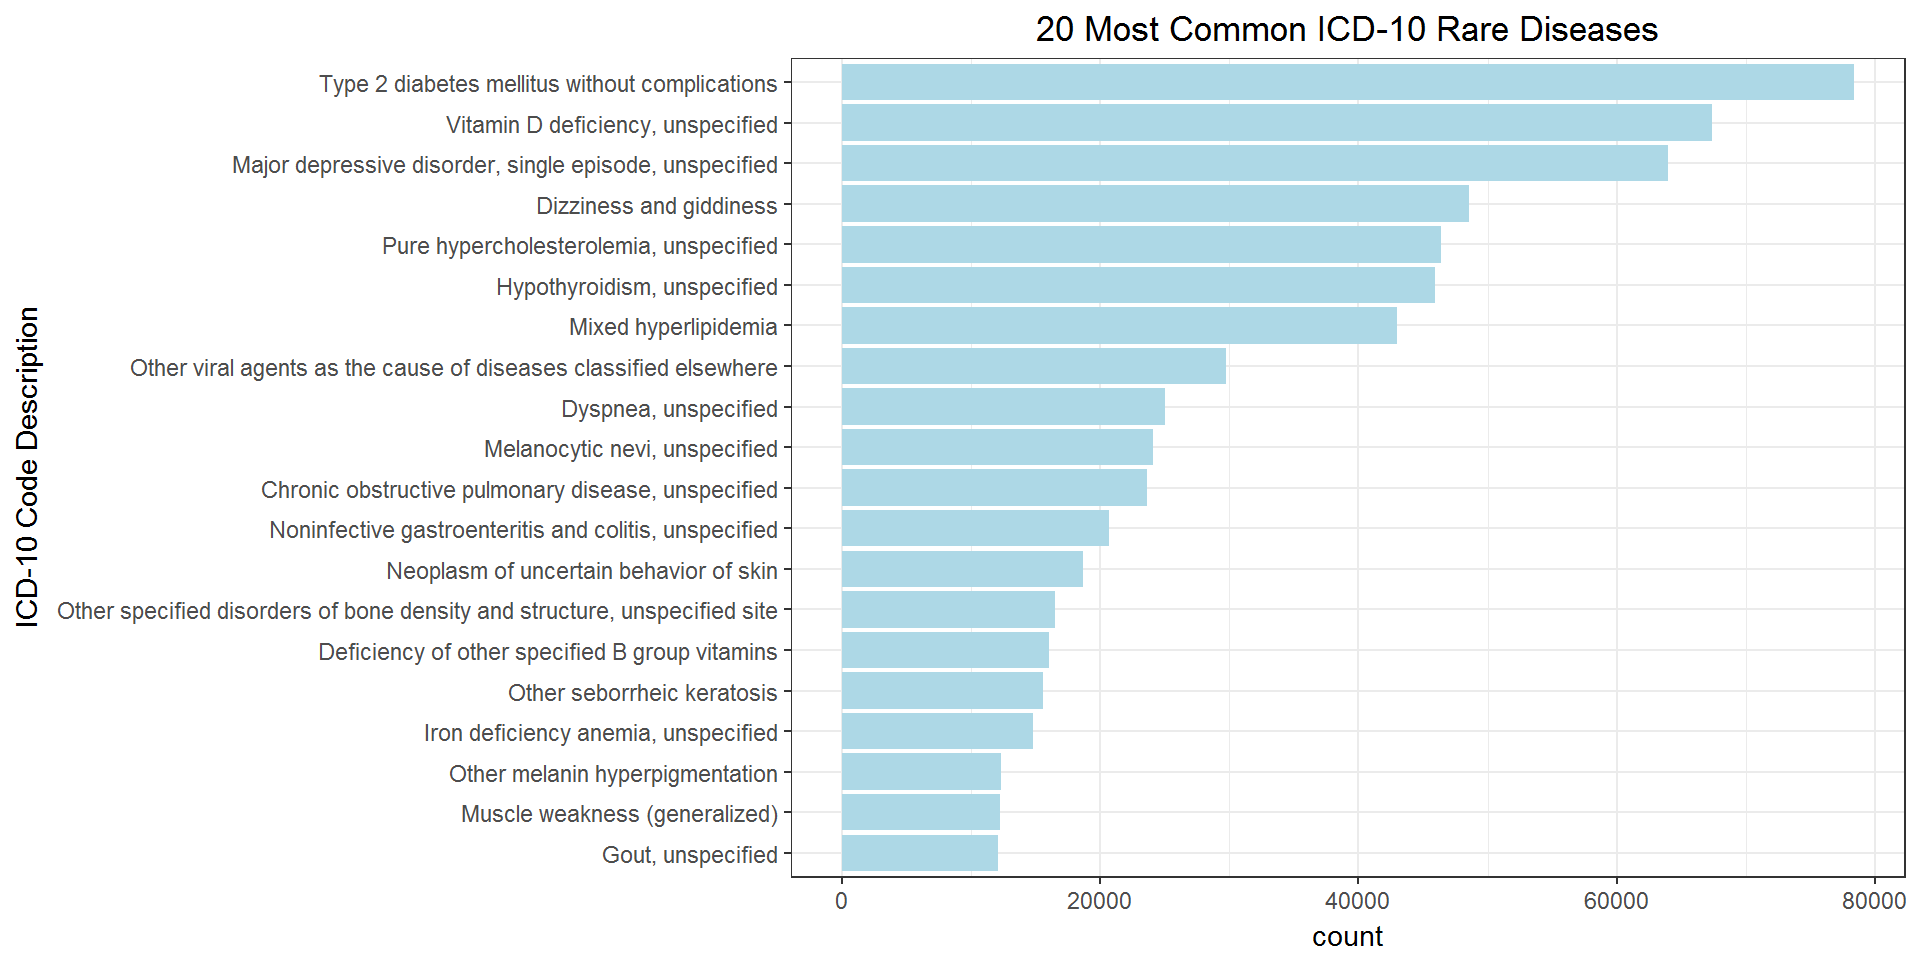 20 Most Common ICD-10 Rare Diseases
ICD-10 Code Description
Type 2 diabetes mellitus without complications
Vitamin D deficiency, unspecified
Major depressive disorder, single episode, unspecified
Dizziness and giddiness
Pure hypercholesterolemia, unspecified
Hypothyroidism, unspecified
Mixed hyperlipidemia
Other viral agents as the cause of diseases classified elsewhere
Dyspnea, unspecified
Melanocytic nevi, unspecified
Chronic obstructive pulmonary disease, unspecified
Noninfective gastroenteritis and colitis, unspecified
Neoplasm of uncertain behavior of skin
Other specified disorders of bone density and structure, unspecified site
Deficiency of other specified B group vitamins
Other seborrheic keratosis
Iron deficiency anemia, unspecified
Other melanin hyperpigmentation
Muscle weakness (generalized)
Gout, unspecified
0 20000 40000 60000 80000
count